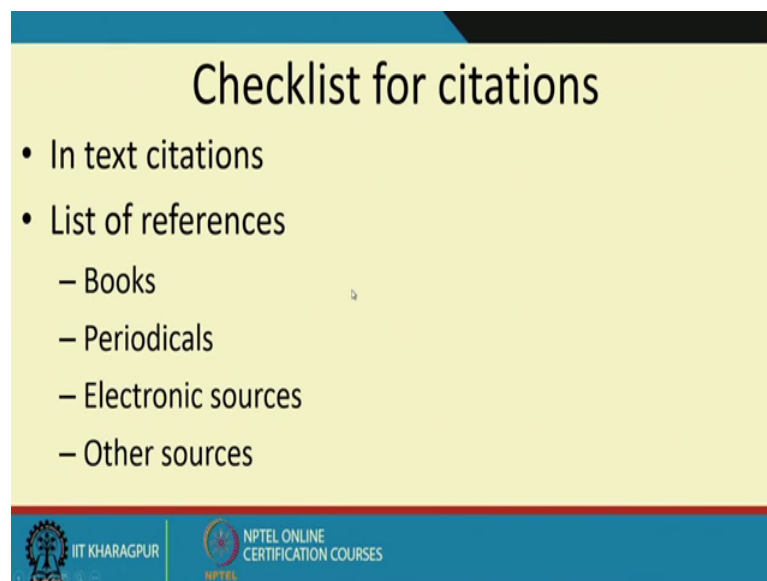 Checklist for citations
• In text citations
• List of references
– Books
– Periodicals
– Electronic sources
– Other sources
IIT KHARAGPUR
NPTEL ONLINE
CERTIFICATION COURSES
NPTEL